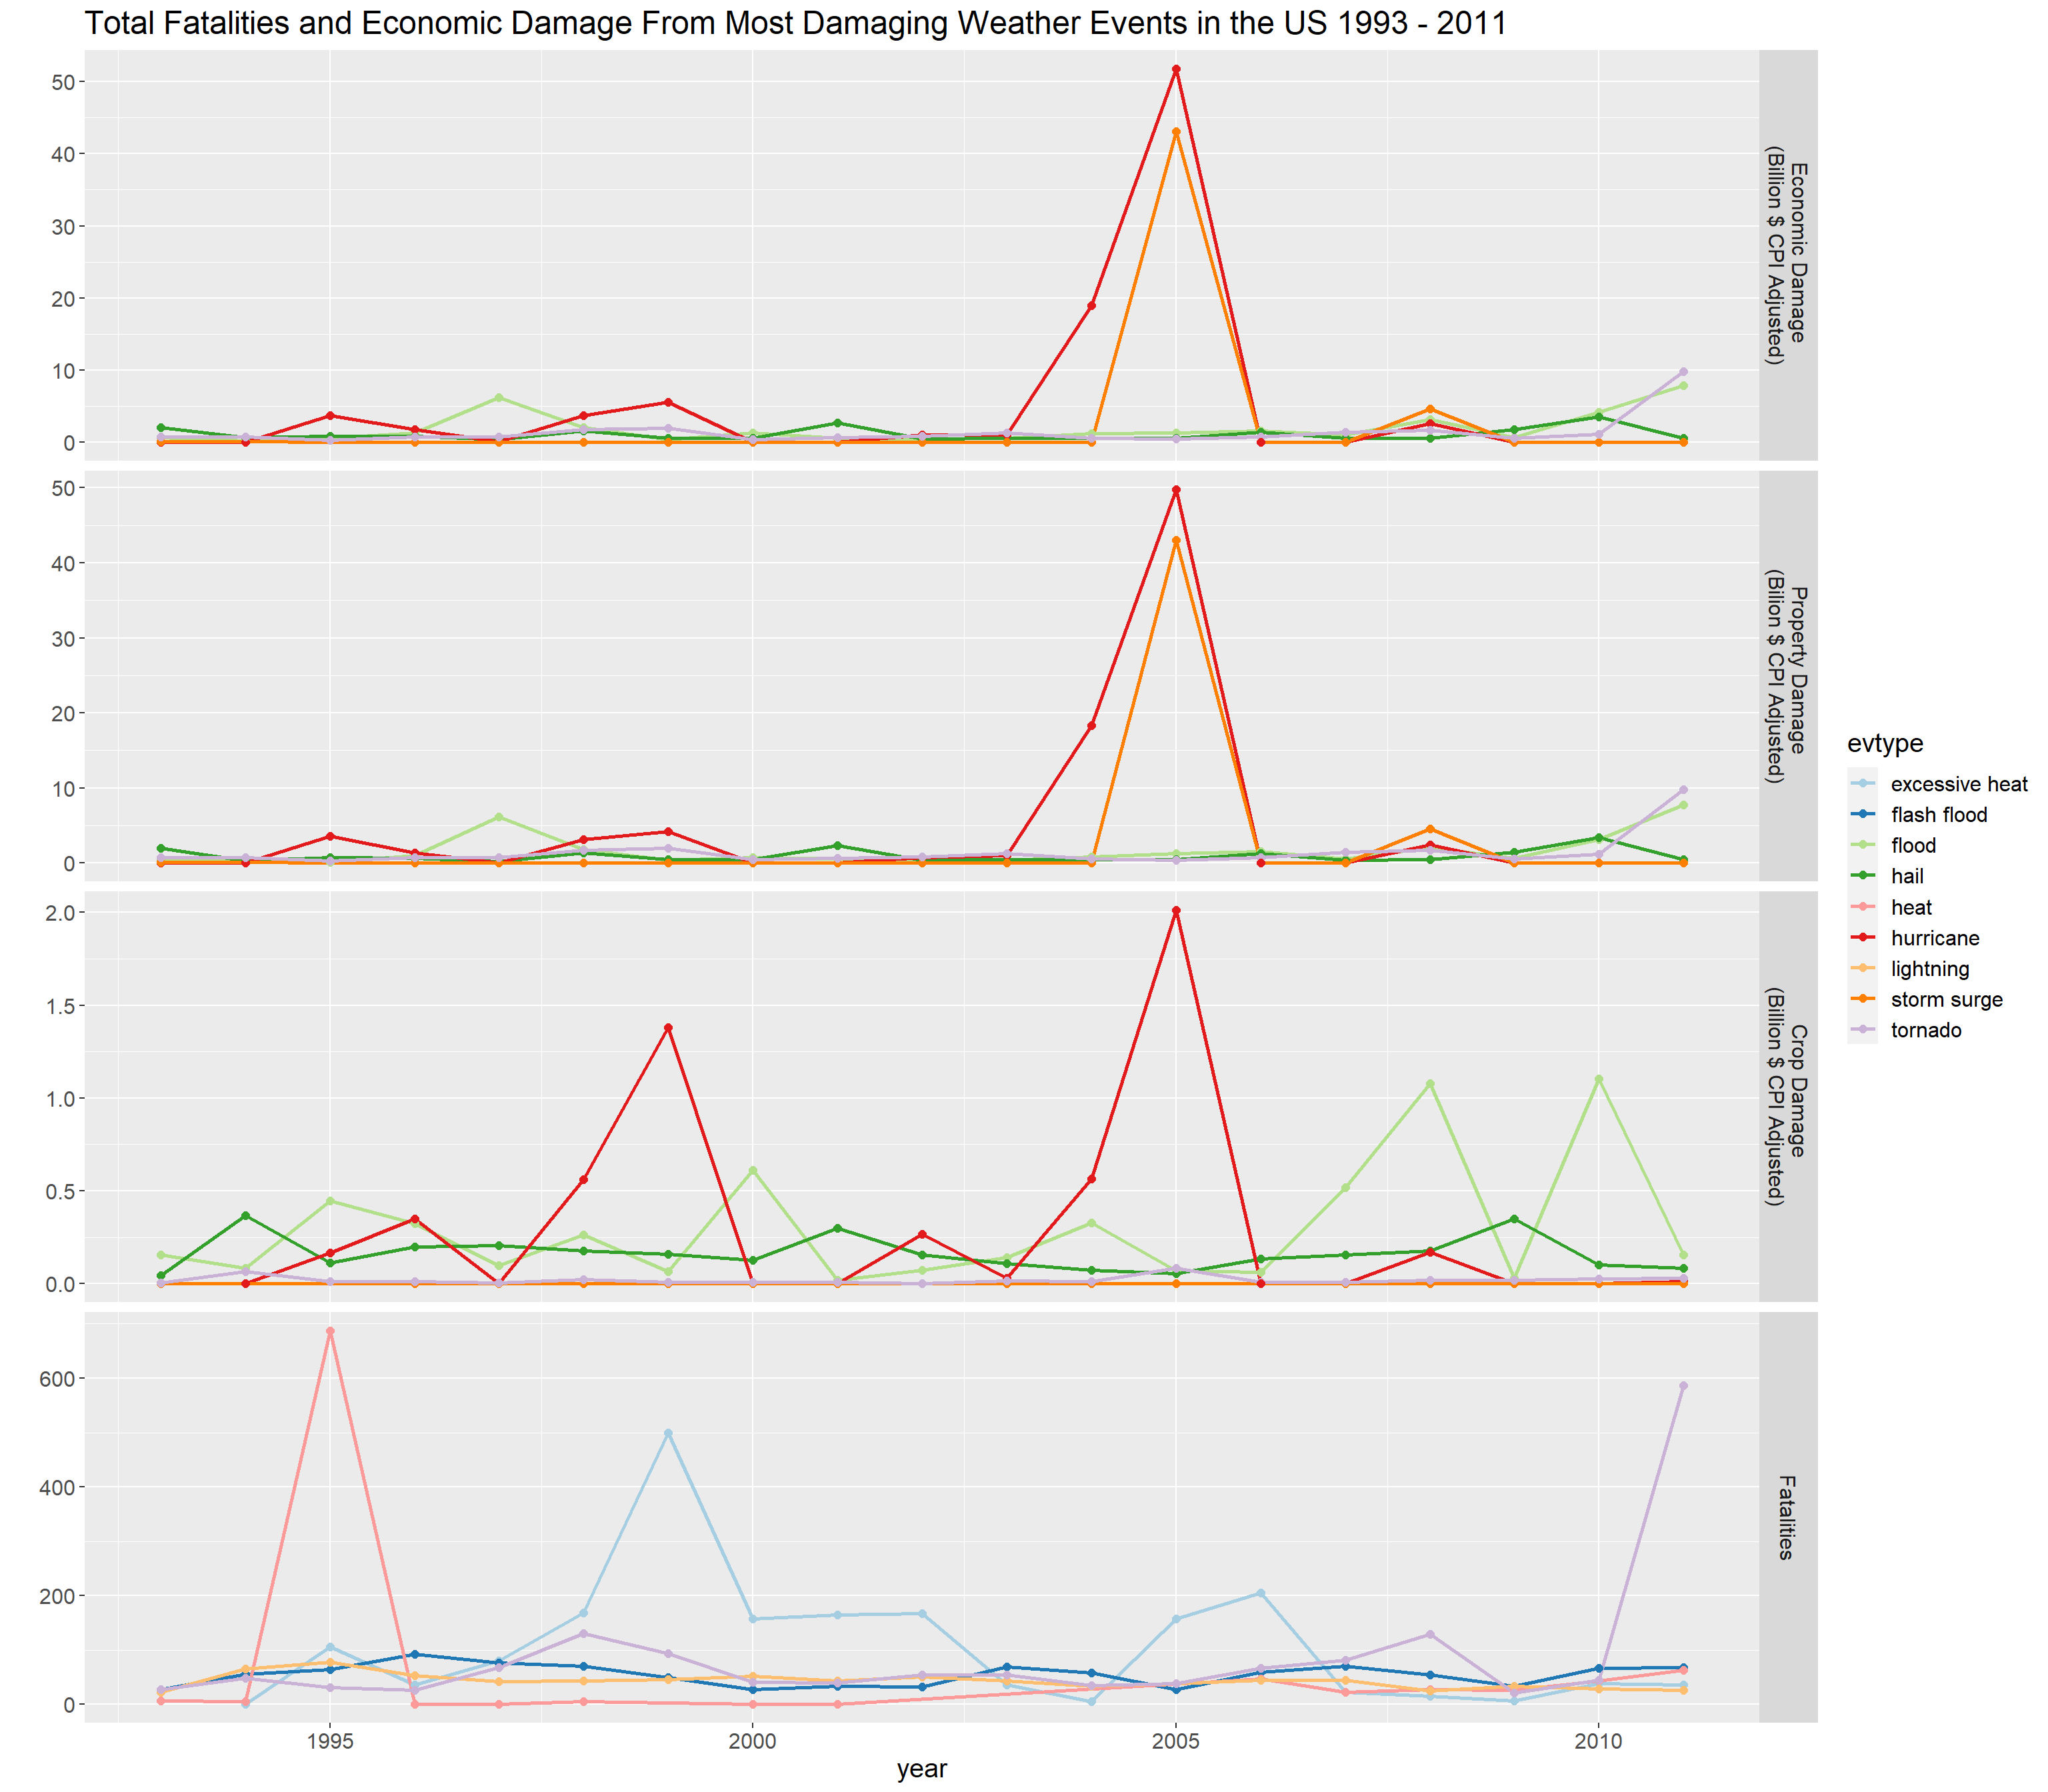 Total Fatalities and Economic Damage From Most Damaging Weather Events in the US 1993 - 2011
50
40
30
20
10
0
Economic Damage
(Billion $ CPI Adjusted)
50
40
30
20
10
0
Property Damage
(Bilion $ CPI Adjusted)
2.0
1.5
1.0
0.5
0.0
Crop Damage
(Billion $ CPI Adjusted)
600
400
200
0
Fatalities
1995
2000
2005
2010
year
evtype
excessive heat
flash flood
flood
hail
heat
hurricane
lightning
storm surge
tornado